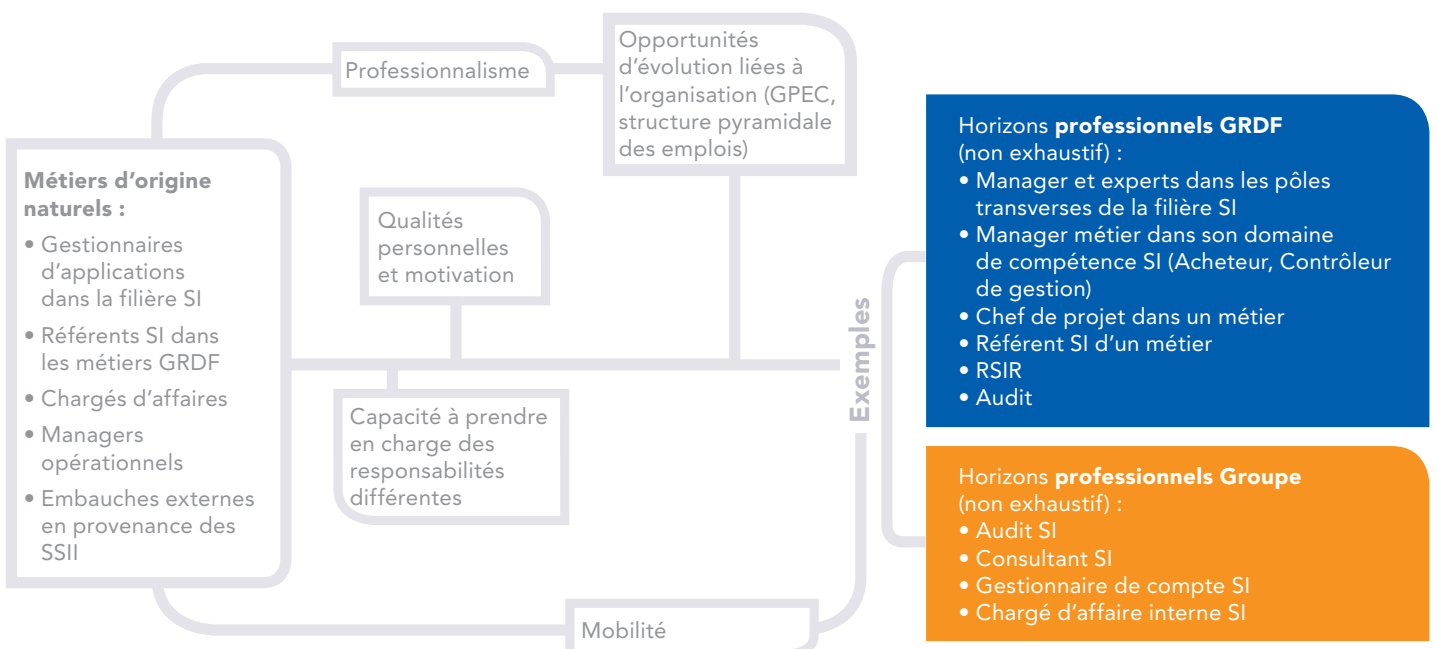 Professionnalisme
Opportunités
d'évolution liées à
l'organisation (GPEC,
structure pyramidale
des emplois)
Métiers d'origine
naturels :
• Gestionnaires
d'applications
dans la filière SI
• Référents SI dans
les métiers GRDF
• Chargés d'affaires
• Managers
opérationnels
• Embauches externes
en provenance des
SSII
Qualités
personnelles
et motivation
Capacité à prendre
en charge des
responsabilités
différentes
Mobilité
Exemples
Horizons professionnels GRDF
(non exhaustif) :
• Manager et experts dans les pôles
transverses de la filière SI
• Manager métier dans son domaine
de compétence SI (Acheteur, Contrôleur
de gestion)
• Chef de projet dans un métier
• Référent SI d'un métier
• RSIR
• Audit
Horizons professionnels Groupe
(non exhaustif) :
• Audit SI
• Consultant SI
• Gestionnaire de compte SI
• Chargé d'affaire interne SI